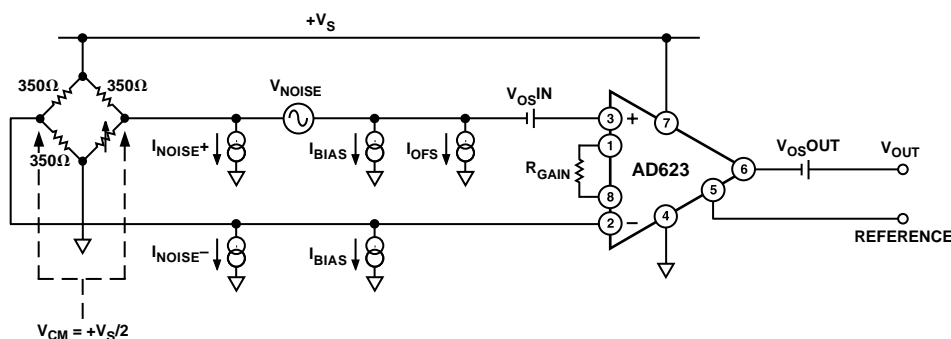 +VS
350Ω 350Ω
350Ω
VNOISE
INOISE+
IBIAS
IOFS
VOSIN
3 +
1
RGAIN
8
2 −
AD623
7
6
5
4
VOSOUT
VOUT
REFERENCE
INOISE−
IBIAS
VCM = +VS/2